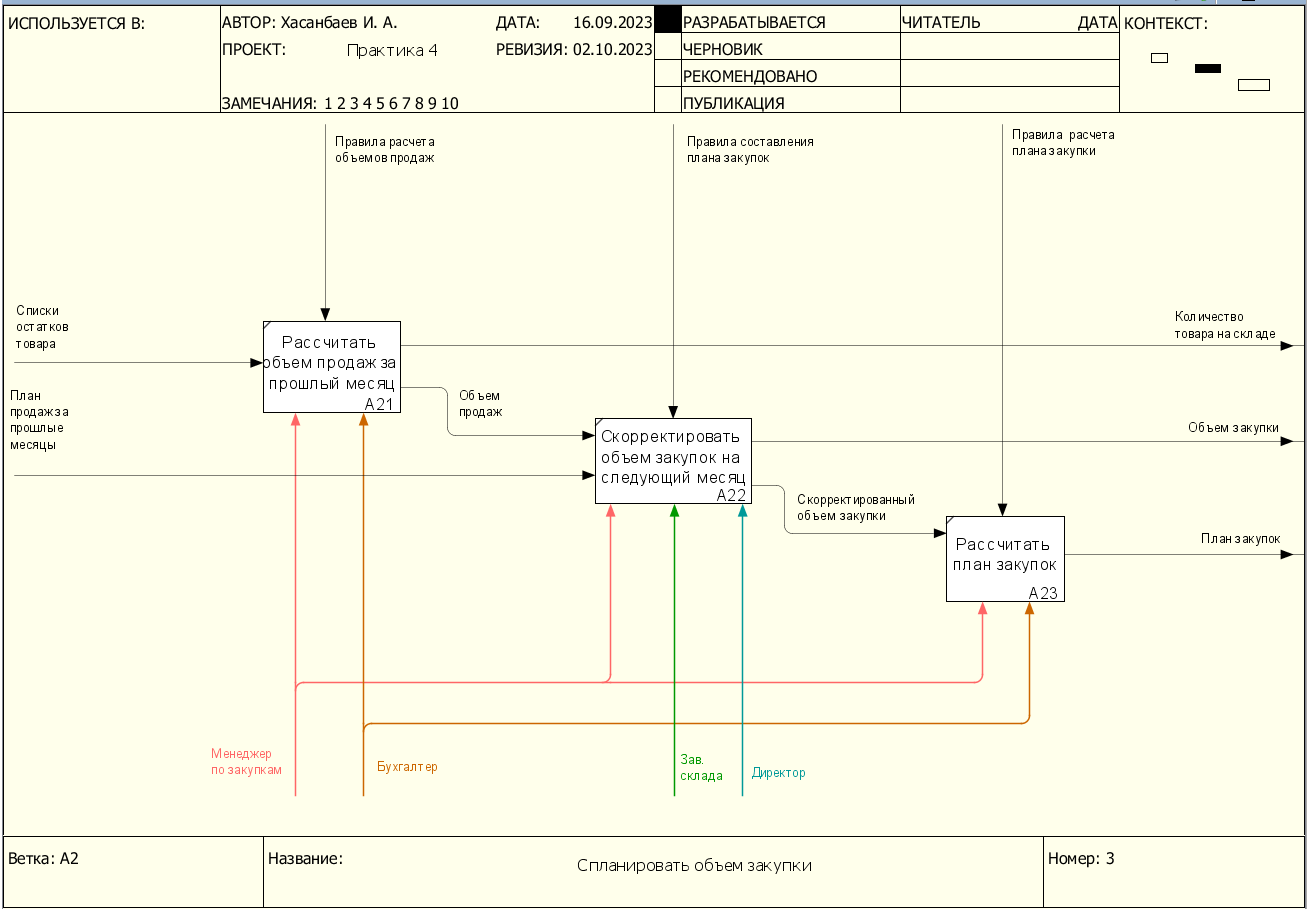 ИСПОЛЬЗУЕТСЯ В:
АВТОР: Хасанбаев И. А.
ДАТА: 16.09.2023
ПРОЕКТ: Практика 4
РЕВИЗИЯ: 02.10.2023
ЗАМЕЧАНИЯ: 1 2 3 4 5 6 7 8 9 10
РАЗРАБАТЫВАЕТСЯ
ЧЕРНОВИК
РЕКОМЕНДОВАНО
ПУБЛИКАЦИЯ
ЧИТАТЕЛЬ ДАТА
КОНТЕКСТ:
Правила расчета
объемов продаж
Правила составления
плана закупок
Правила расчета
плана закупки
Списки
остатков
товара
План
продаж за
прошлые
месяцы
Рассчитать
объем продаж за
прошлый месяц
A21
Объем
продаж
Количество
товара на складе
Скорректировать
объем закупок на
следующий месяц
A22
Объем закупки
Скорректированный
объем закупки
Рассчитать
план закупок
A23
План закупок
Менеджер
по закупкам
Бухгалтер
Зав.
склада
Директор
Ветка: A2
Название:
Спланировать объем закупки
Номер: 3